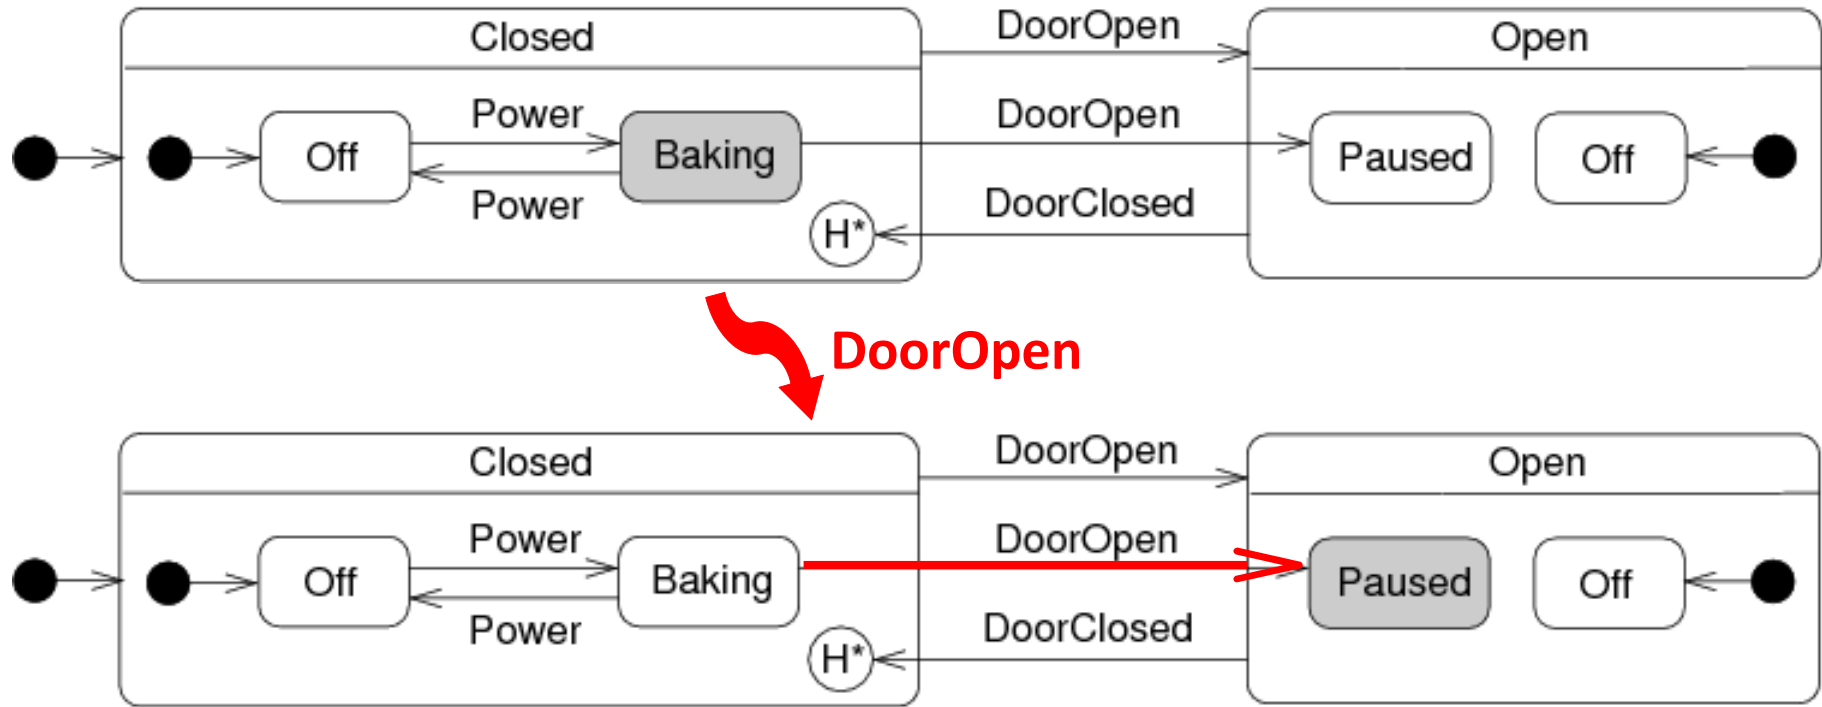 Closed
DoorOpen
Open
Power
DoorOpen
Off
Baking
Paused
Off
Power
DoorClosed
H*
DoorOpen
Closed
DoorOpen
Open
Power
DoorOpen
Off
Baking
Paused
Off
Power
DoorClosed
H*